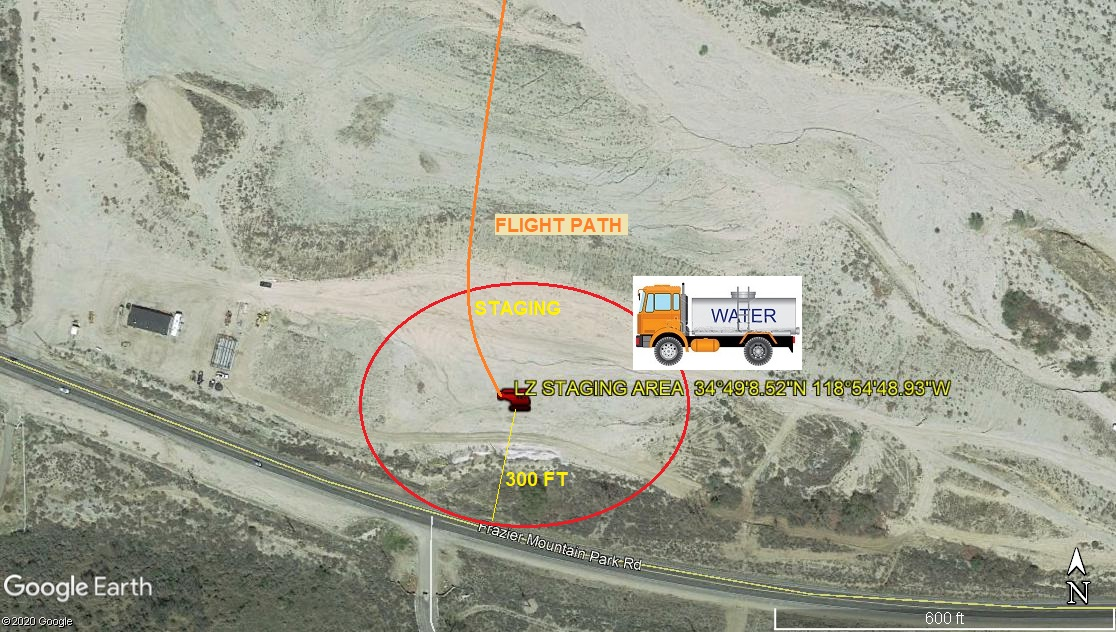 FLIGHT PATH
STAGING
WATER
LZ STAGING AREA 34°49'8.52"N 118°54'48.93"W
300 FT
Frazier Mountain Park Rd
Google Earth
N
600 ft
©2020 Google